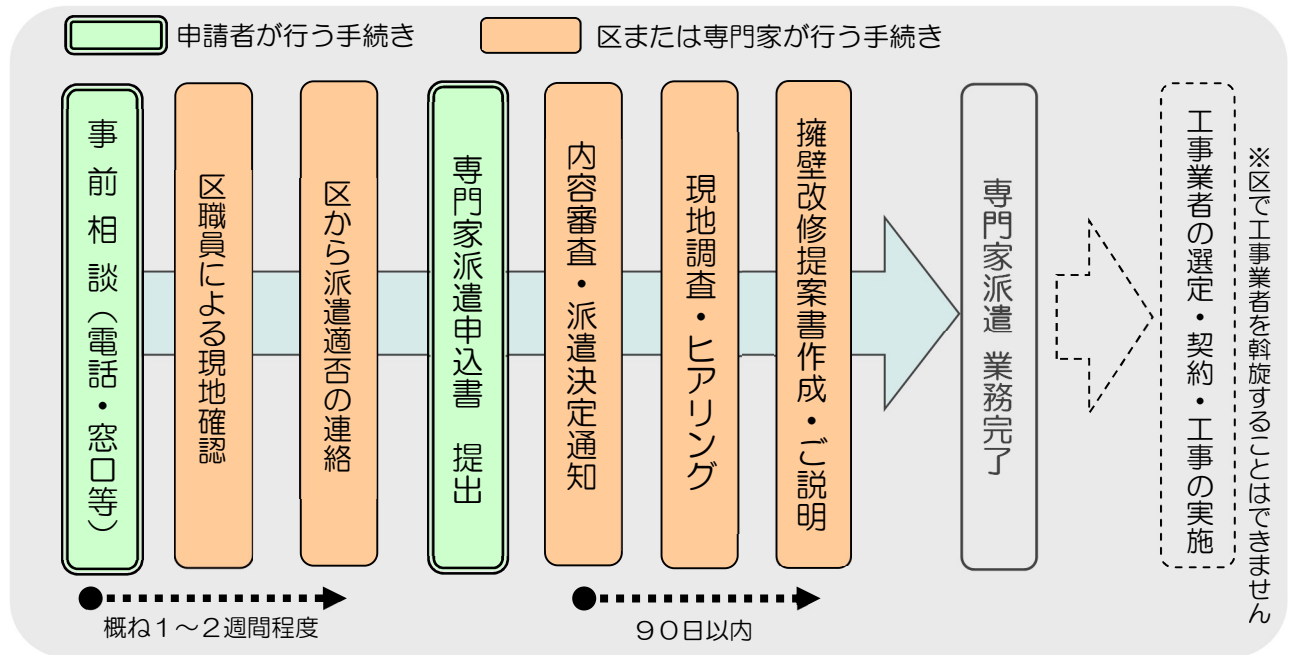 申請者が行う手続き
区または専門家が行う手続き
事前相談（電話・窓口等）
区職員による現地確認
区から派遣適否の連絡
専門家派遣申込書 提出
内容審査・派遣決定通知
現地調査・ヒアリング
擁壁改修提案書作成・ご説明
専門家派遣 業務完了
工事業者の選定・契約・工事の実施
※区で工事業者を斡旋することはできません
概ね１～２週間程度
９０日以内